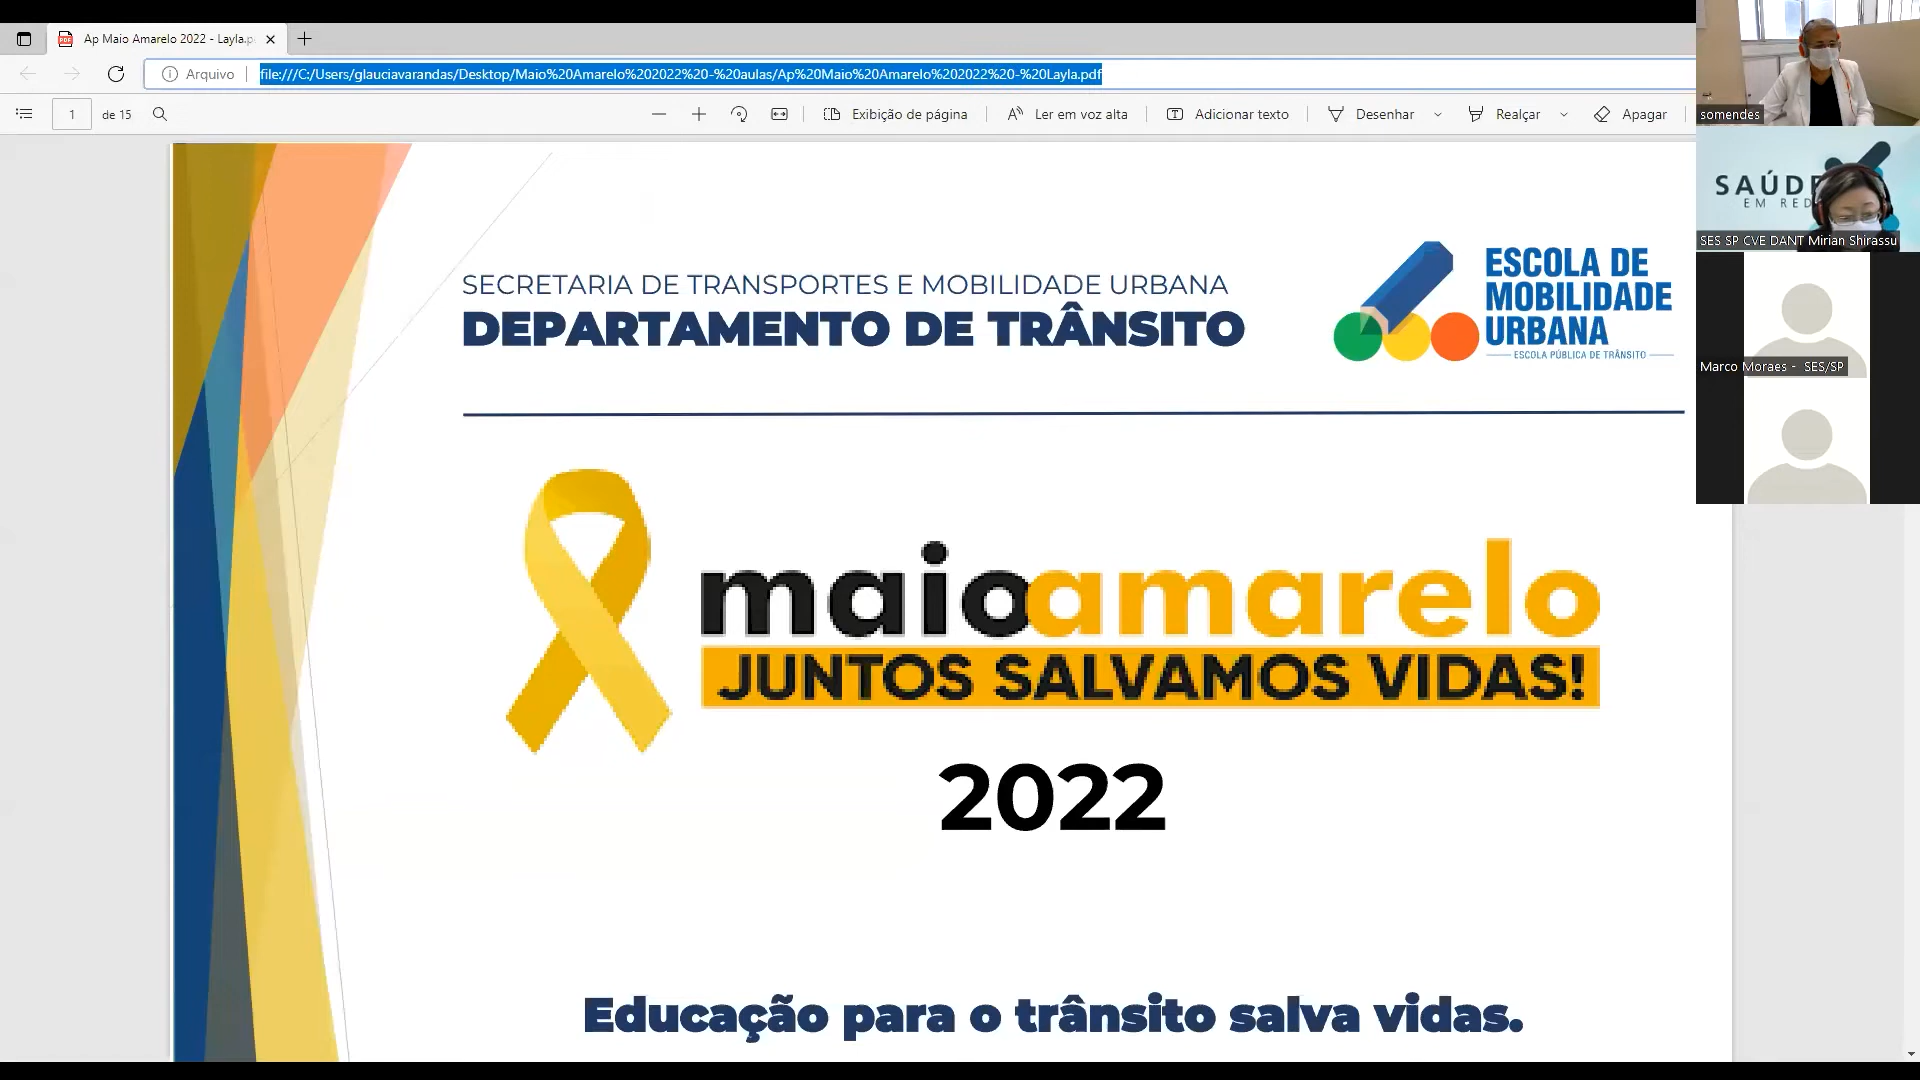 Ap Maio Amarelo 2022 - Layla.p
Arquivo
file:///C:/Users/glauciavarandas/Desktop/Maio%20Amarelo%202022%20-%20aulas/Ap%20Maio%20Amarelo%202022%20-%20Layla.pdf
1 de 15
Exibição de página
Ler em voz alta
Adicionar texto
Desenhar
Realçar
Apagar
SECRETARIA DE TRANSPORTES E MOBILIDADE URBANA
DEPARTAMENTO DE TRÂNSITO
ESCOLA DE
MOBILIDADE
URBANA
ESCOLA PÚBLICA DE TRÂNSITO
maioamarelo
JUNTOS SALVAMOS VIDAS!
2022
Educação para o trânsito salva vidas.
somendes
SAÚDE
EM RED
SES SP CVE DANT Mirian Shirassu
Marco Moraes - SES/SP